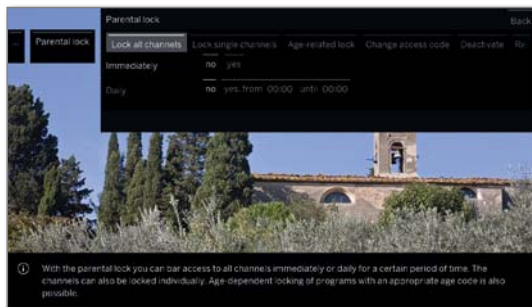 Parental lock
Back
Parental lock
Lock all channels Lock single channels Age-related lock Change access code Deactivate
Immediately no yes
Daily no yes, from 00:00 until 00:00
With the parental lock you can bar access to all channels immediately or daily for a certain period of time. The
channels can also be locked individually. Age-dependent locking of programs with an appropriate age code is also
possible.